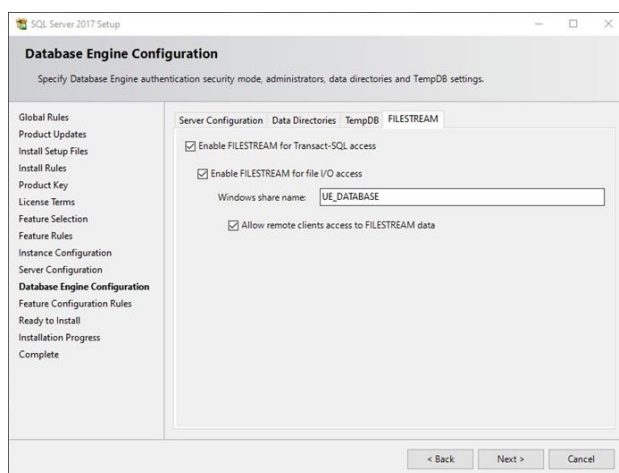 SQL Server 2017 Setup
Database Engine Configuration
Specify Database Engine authentication security mode, administrators, data directories and TempDB settings.
Global Rules
Product Updates
Install Setup Files
Install Rules
Product Key
License Terms
Feature Selection
Feature Rules
Instance Configuration
Server Configuration
Database Engine Configuration
Feature Configuration Rules
Ready to Install
Installation Progress
Complete
Server Configuration Data Directories TempDB FILESTREAM
Enable FILESTREAM for Transact-SQL access
Enable FILESTREAM for file I/O access
Windows share name: UE_DATABASE
Allow remote clients access to FILESTREAM data
< Back Next > Cancel